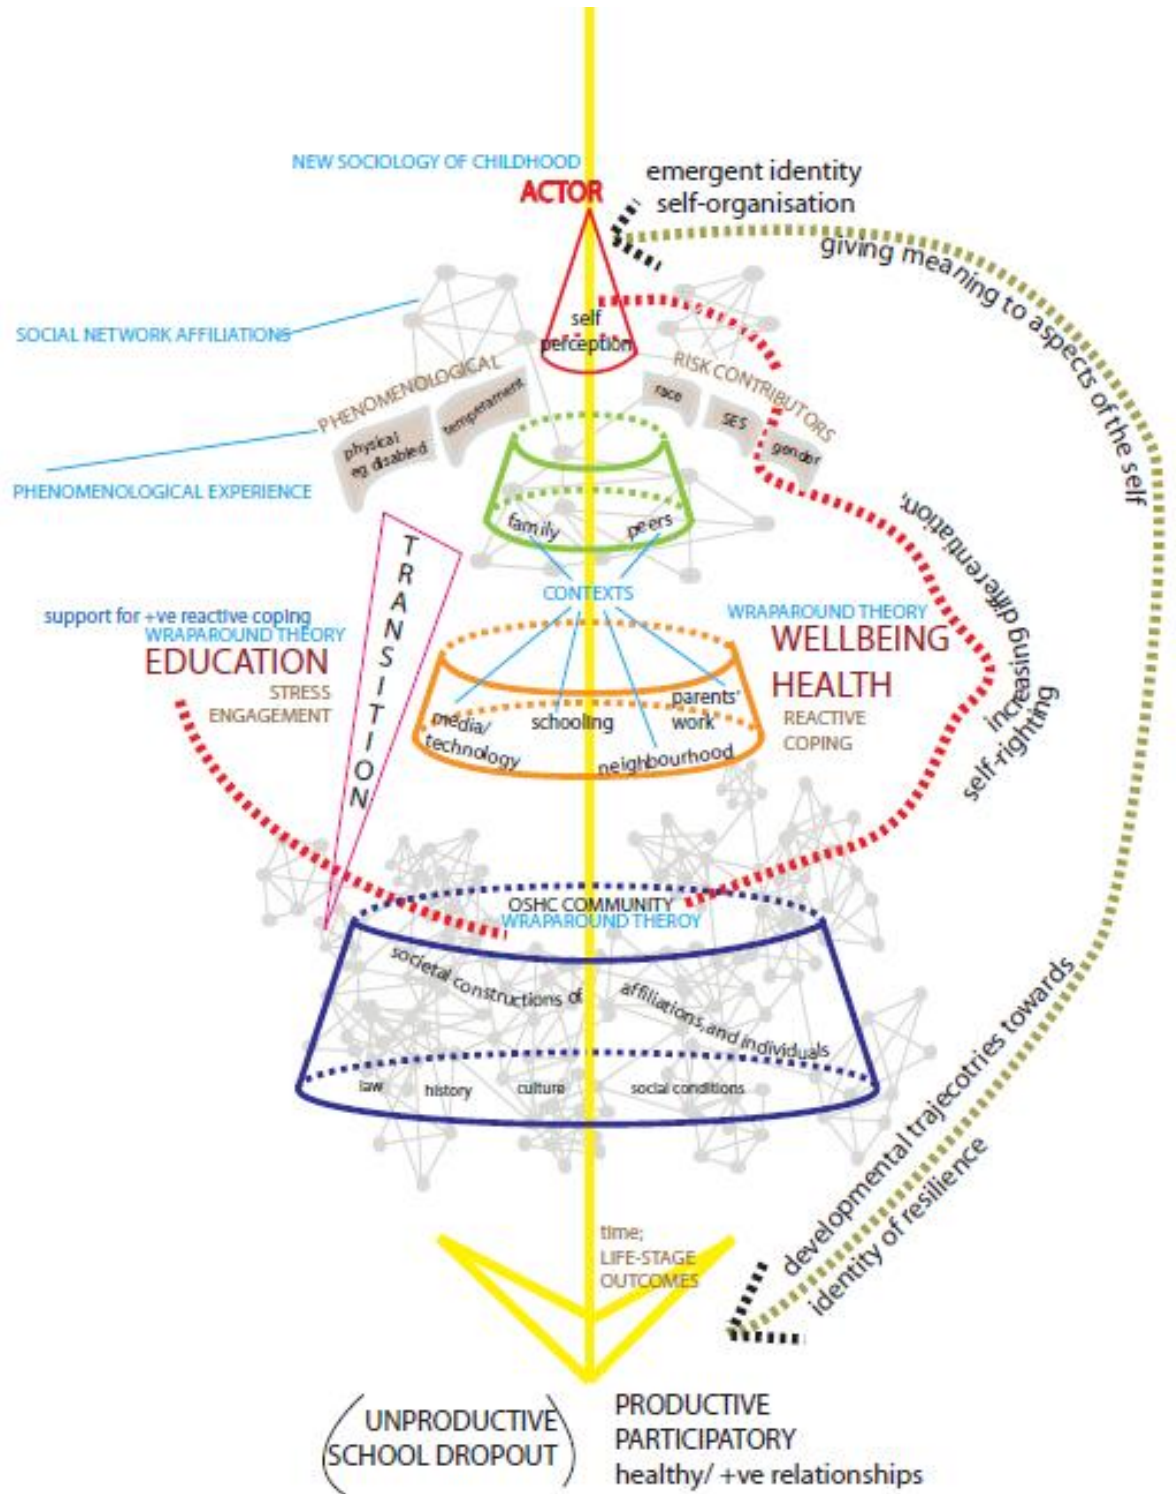 NEW SOCIOLOGY OF CHILDHOOD
ACTOR
emergent identity
self-organisation
giving meaning to aspects of the self
SOCIAL NETWORK AFFILIATIONS
self
perception
PHENOMENOLOGICAL
RISK CONTRIBUTORS
physical
eg disabled
temperament
race
SES
gender
PHENOMENOLOGICAL EXPERIENCE
family
peers
TRANSITION
CONTEXTS
increasing differentiation;
self-righting
support for +ve reactive coping
WRAPAROUND THEORY
EDUCATION
STRESS
ENGAGEMENT
WRAPAROUND THEORY
WELLBEING
HEALTH
REACTIVE
COPING
media/
technology
schooling
parents'
work
neighbourhood
OSHC COMMUNITY
WRAPAROUND THEROY
societal constructions of
affiliations, and individuals
law
history
culture
social conditions
developmental trajecotries towards
identity of resilience
time;
LIFE-STAGE
OUTCOMES
(UNPRODUCTIVE
SCHOOL DROPOUT)
PRODUCTIVE
PARTICIPATORY
healthy/ +ve relationships